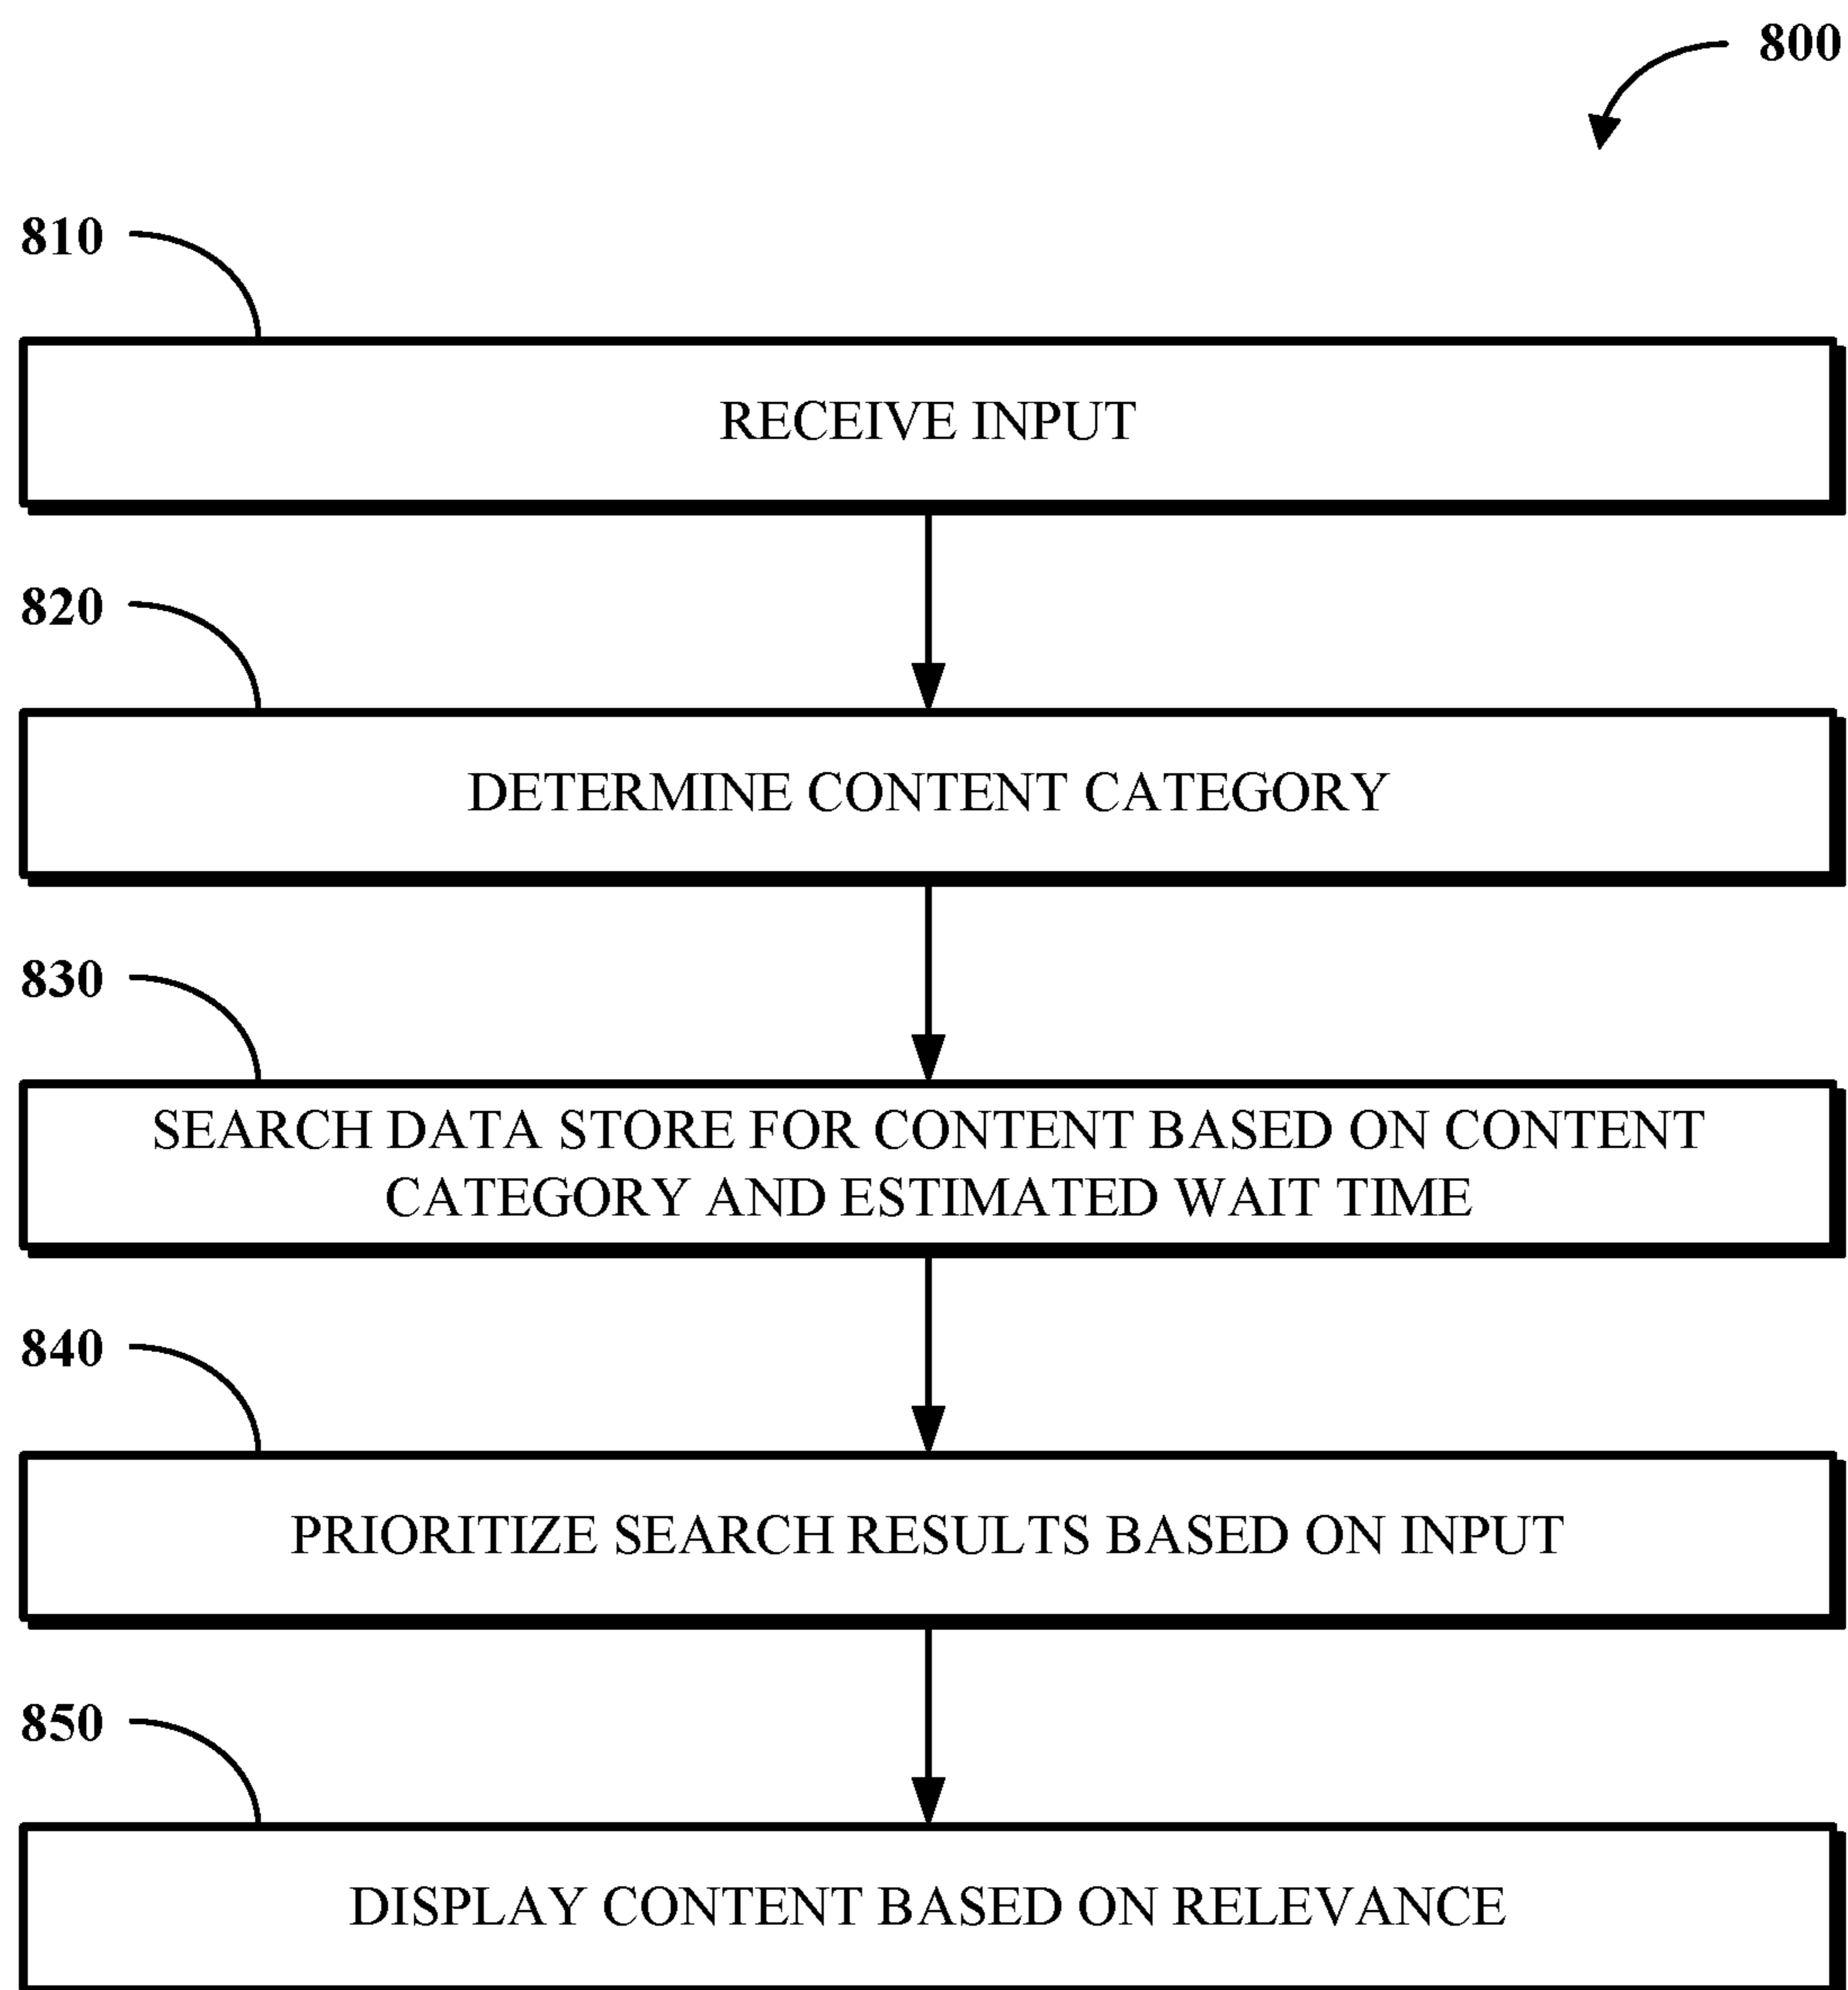 800
810
RECEIVE INPUT
820
DETERMINE CONTENT CATEGORY
830
SEARCH DATA STORE FOR CONTENT BASED ON CONTENT
CATEGORY AND ESTIMATED WAIT TIME
840
PRIORITIZE SEARCH RESULTS BASED ON INPUT
850
DISPLAY CONTENT BASED ON RELEVANCE